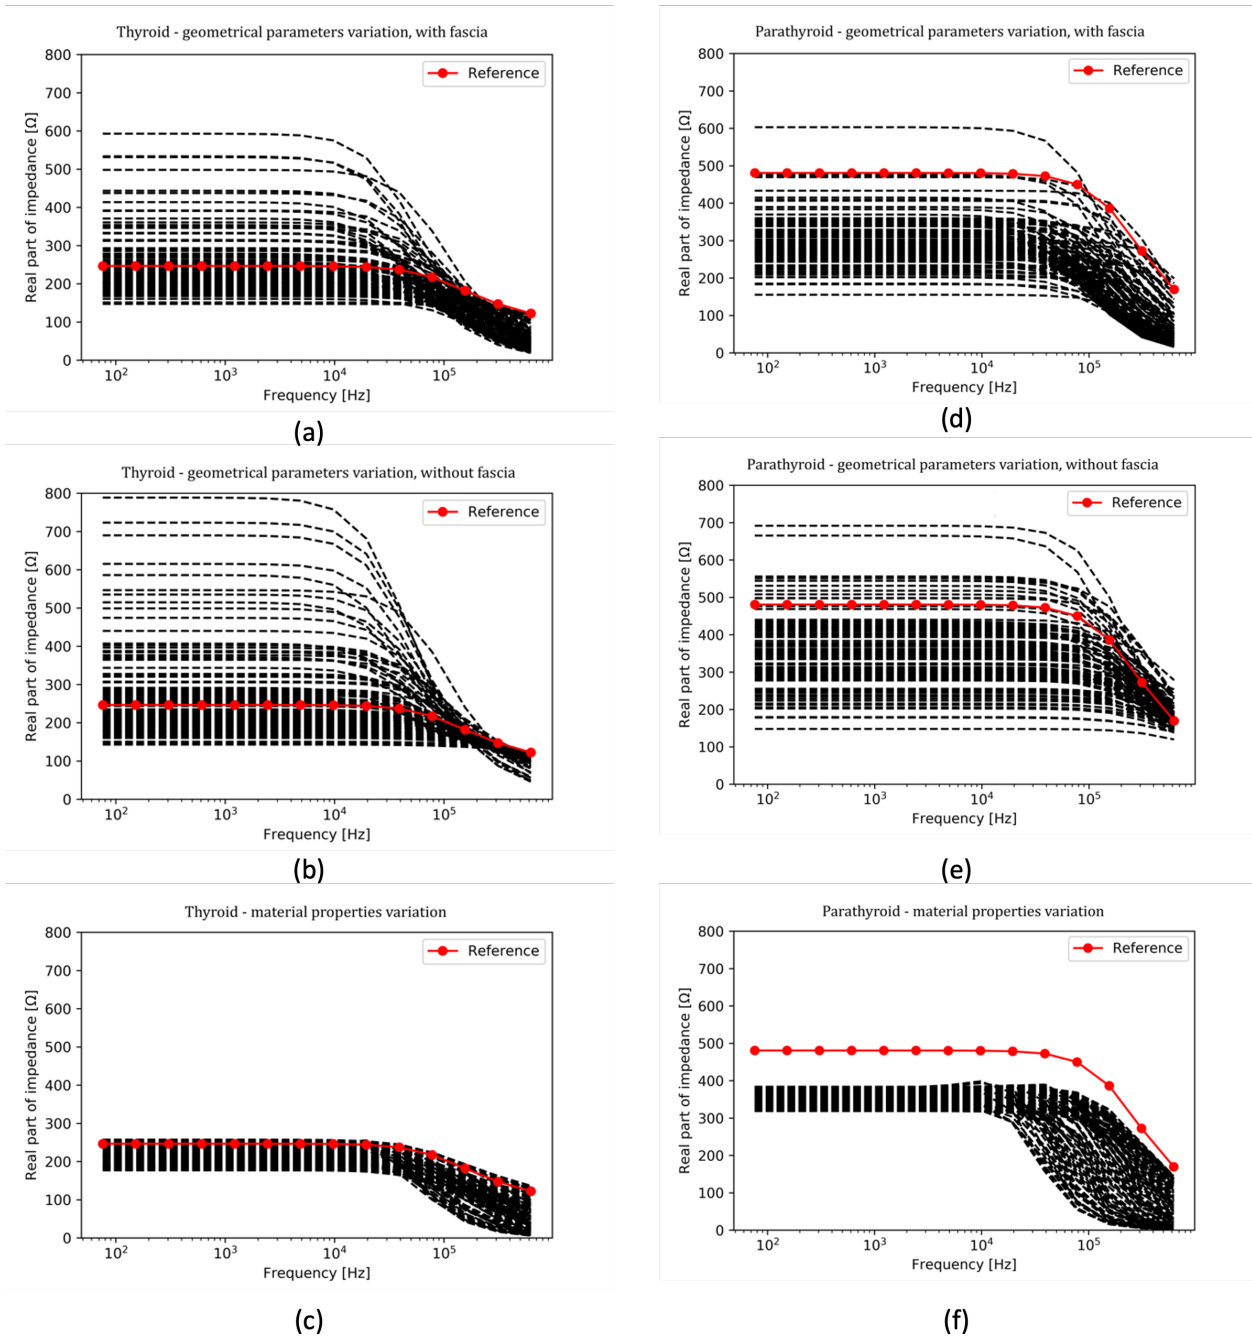 Thyroid - geometrical parameters variation, with fascia
800
700
600
500
400
300
200
100
0
Real part of impedance [Ω]
Reference
10² 10³ 10⁴ 10⁵
Frequency [Hz]
(a)
Parathyroid - geometrical parameters variation, with fascia
800
700
600
500
400
300
200
100
0
Real part of impedance [Ω]
Reference
10² 10³ 10⁴ 10⁵
Frequency [Hz]
(d)
Thyroid - geometrical parameters variation, without fascia
800
700
600
500
400
300
200
100
0
Real part of impedance [Ω]
Reference
10² 10³ 10⁴ 10⁵
Frequency [Hz]
(b)
Parathyroid - geometrical parameters variation, without fascia
800
700
600
500
400
300
200
100
0
Real part of impedance [Ω]
Reference
10² 10³ 10⁴ 10⁵
Frequency [Hz]
(e)
Thyroid - material properties variation
800
700
600
500
400
300
200
100
0
Real part of impedance [Ω]
Reference
10² 10³ 10⁴ 10⁵
Frequency [Hz]
(c)
Parathyroid - material properties variation
800
700
600
500
400
300
200
100
0
Real part of impedance [Ω]
Reference
10² 10³ 10⁴ 10⁵
Frequency [Hz]
(f)